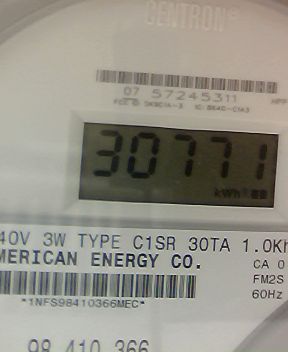 CENTRON®
07 57245311
30771
kWh
40V 3W TYPE C1SR 30TA 1.0Kh
MERICAN ENERGY CO.
CA 0
FM2S
*1NFS98410366MEC*
60Hz
98 410 366